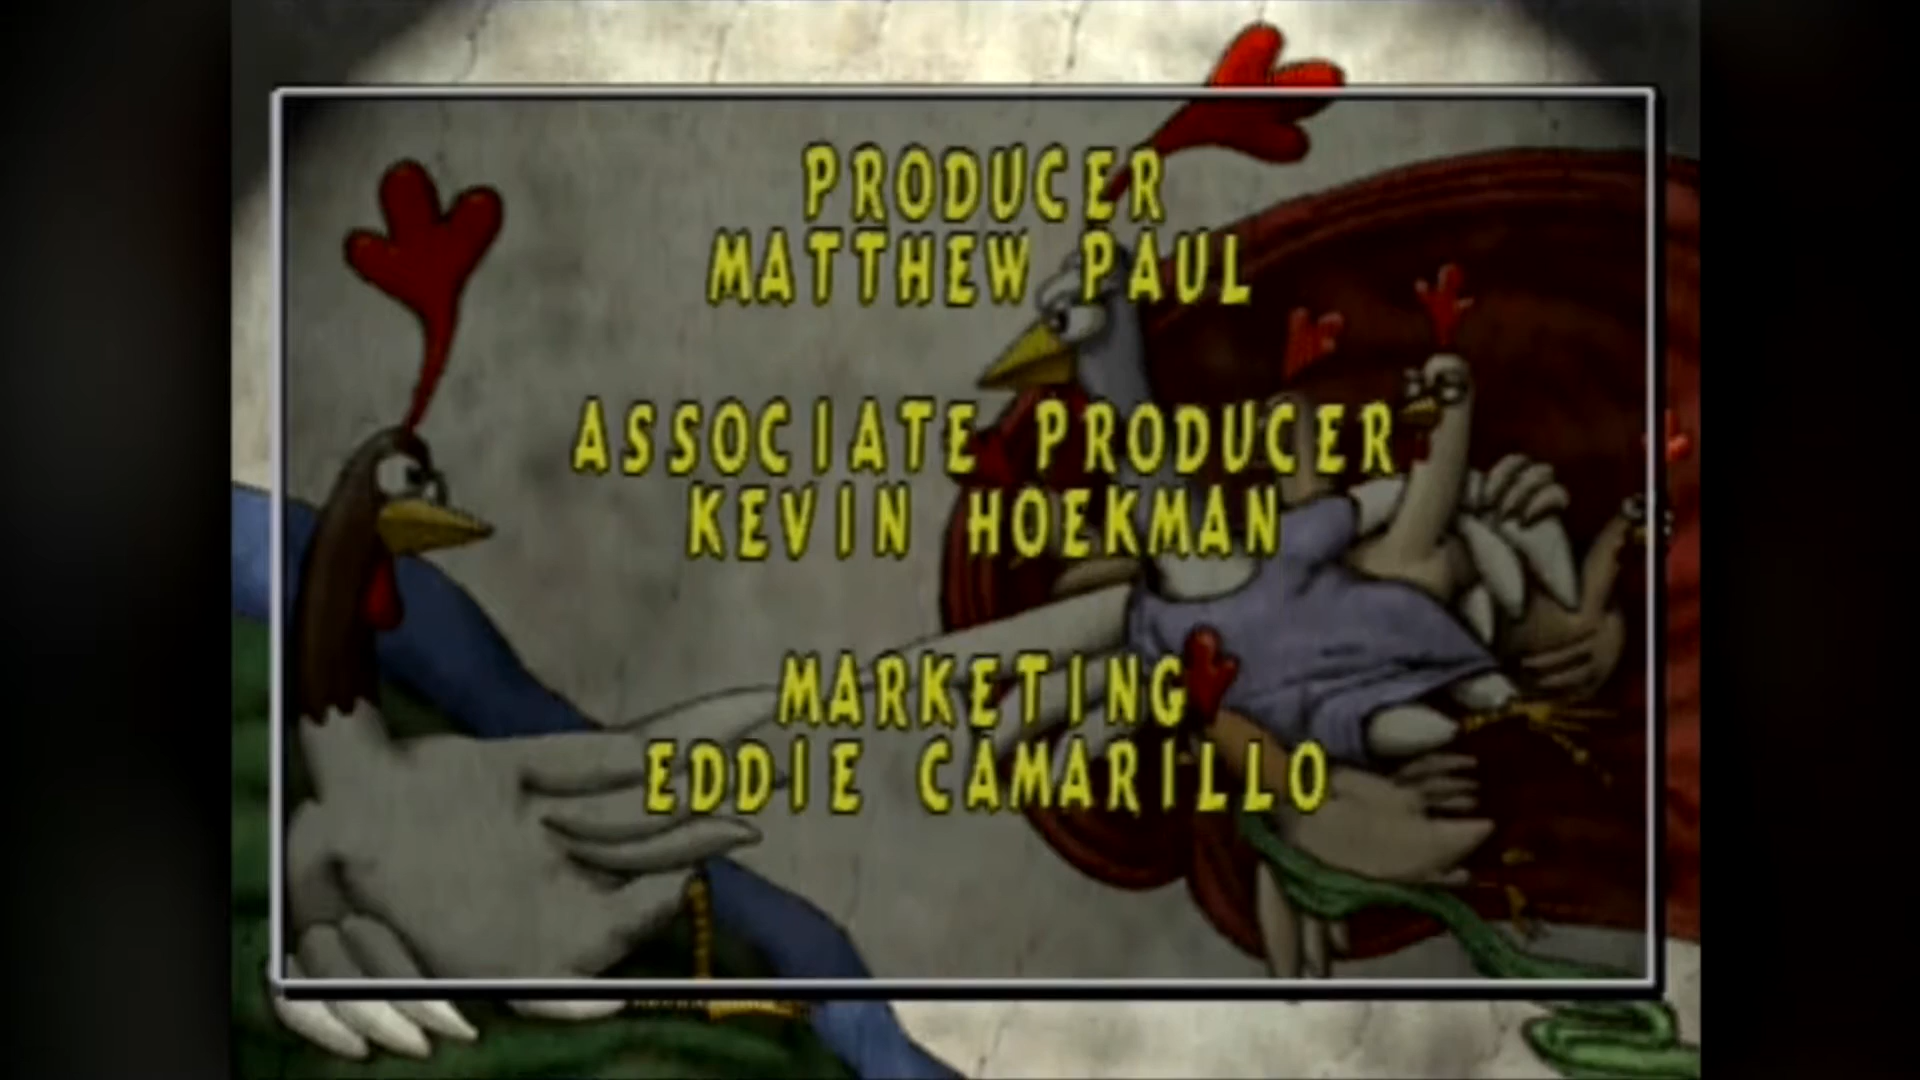 PRODUCER
MATTHEW PAUL
ASSOCIATE PRODUCER
KEVIN HOEKMAN
MARKETING
EDDIE CAMARILLO